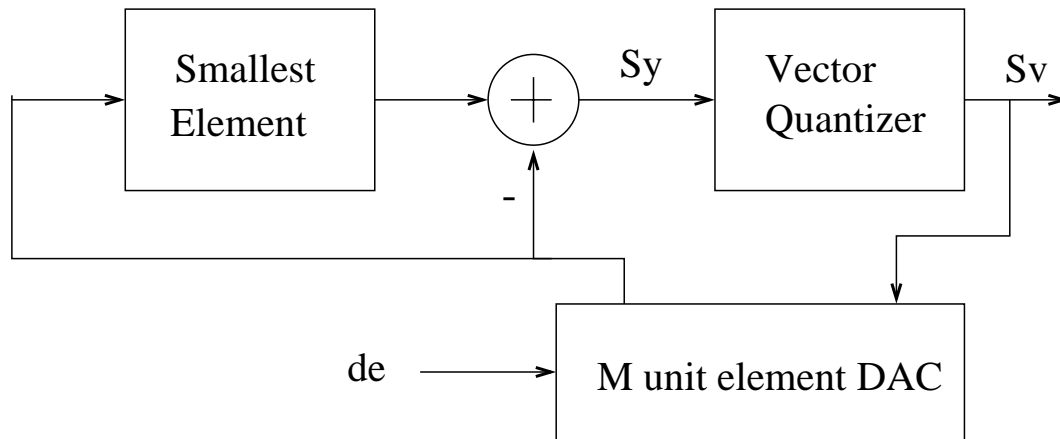 Smallest
Element
+
Sy
Vector
Quantizer
Sv
-
de
M unit element DAC